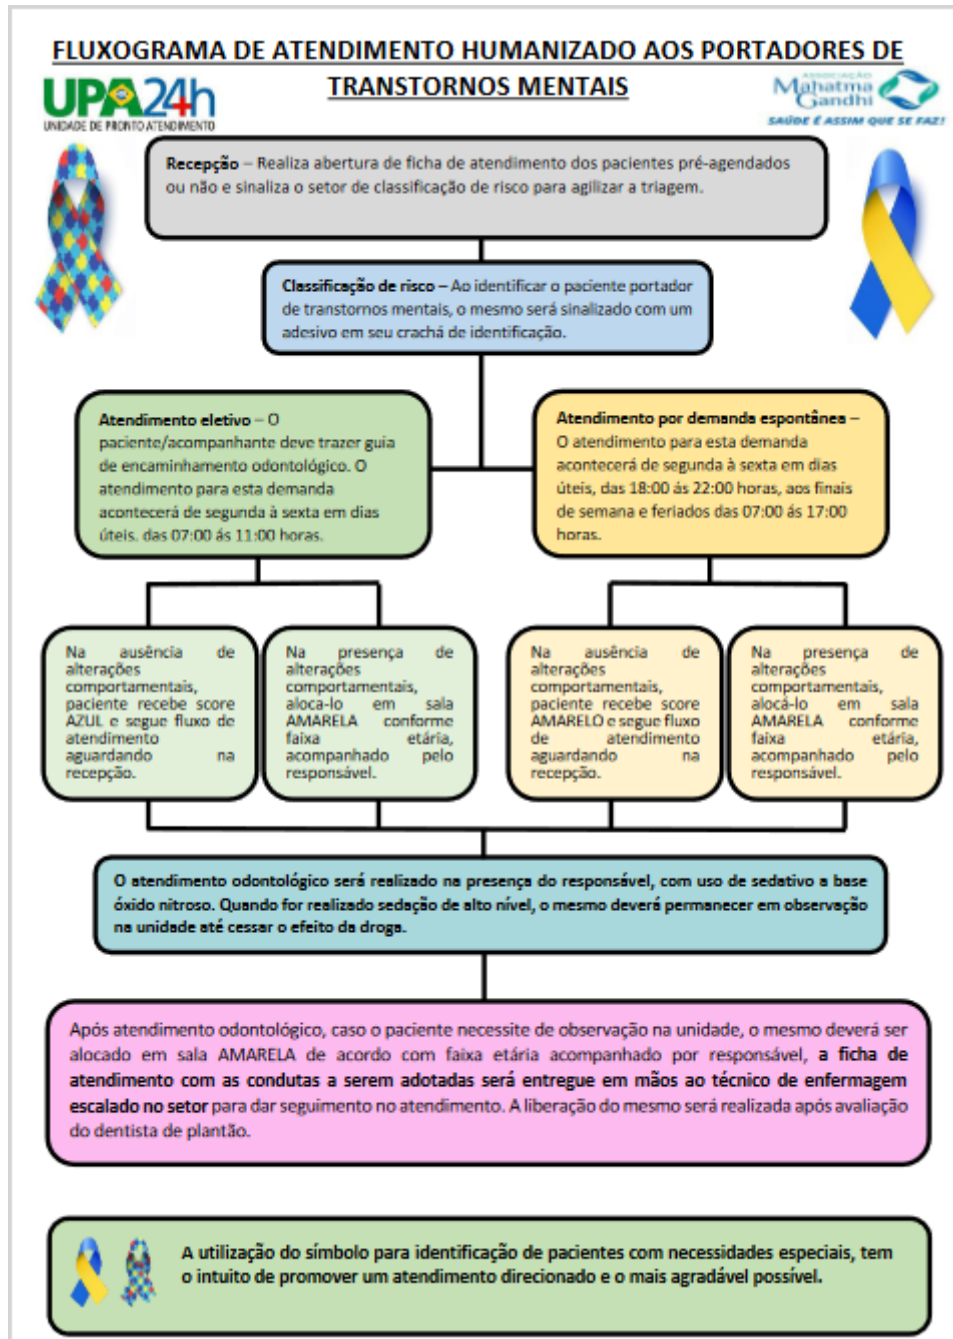 FLUXOGRAMA DE ATENDIMENTO HUMANIZADO AOS PORTADORES DE
TRANSTORNOS MENTAIS
UPA24h
UNIDADE DE PRONTO ATENDIMENTO
ASSOCIAÇÃO
Mahatma
Gandhi
SAÚDE É ASSIM QUE SE FAZ!
Recepção – Realiza abertura de ficha de atendimento dos pacientes pré-agendados
ou não e sinaliza o setor de classificação de risco para agilizar a triagem.
Classificação de risco – Ao identificar o paciente portador
de transtornos mentais, o mesmo será sinalizado com um
adesivo em seu crachá de identificação.
Atendimento eletivo – O
paciente/acompanhante deve trazer guia
de encaminhamento odontológico. O
atendimento para esta demanda
acontecerá de segunda à sexta em dias
úteis. das 07:00 ás 11:00 horas.
Atendimento por demanda espontânea –
O atendimento para esta demanda
acontecerá de segunda à sexta em dias
úteis, das 18:00 ás 22:00 horas, aos finais
de semana e feriados das 07:00 ás 17:00
horas.
Na ausência de
alterações
comportamentais,
paciente recebe score
AZUL e segue fluxo de
atendimento
aguardando na
recepção.
Na presença de
alterações
comportamentais,
aloca-lo em sala
AMARELA conforme
faixa etária,
acompanhado pelo
responsável.
Na ausência de
alterações
comportamentais,
paciente recebe score
AMARELO e segue fluxo
de atendimento
aguardando na
recepção.
Na presença de
alterações
comportamentais,
alocá-lo em sala
AMARELA conforme
faixa etária,
acompanhado pelo
responsável.
O atendimento odontológico será realizado na presença do responsável, com uso de sedativo a base
óxido nitroso. Quando for realizado sedação de alto nível, o mesmo deverá permanecer em observação
na unidade até cessar o efeito da droga.
Após atendimento odontológico, caso o paciente necessite de observação na unidade, o mesmo deverá ser
alocado em sala AMARELA de acordo com faixa etária acompanhado por responsável, a ficha de
atendimento com as condutas a serem adotadas será entregue em mãos ao técnico de enfermagem
escalado no setor para dar seguimento no atendimento. A liberação do mesmo será realizada após avaliação
do dentista de plantão.
A utilização do símbolo para identificação de pacientes com necessidades especiais, tem
o intuito de promover um atendimento direcionado e o mais agradável possível.